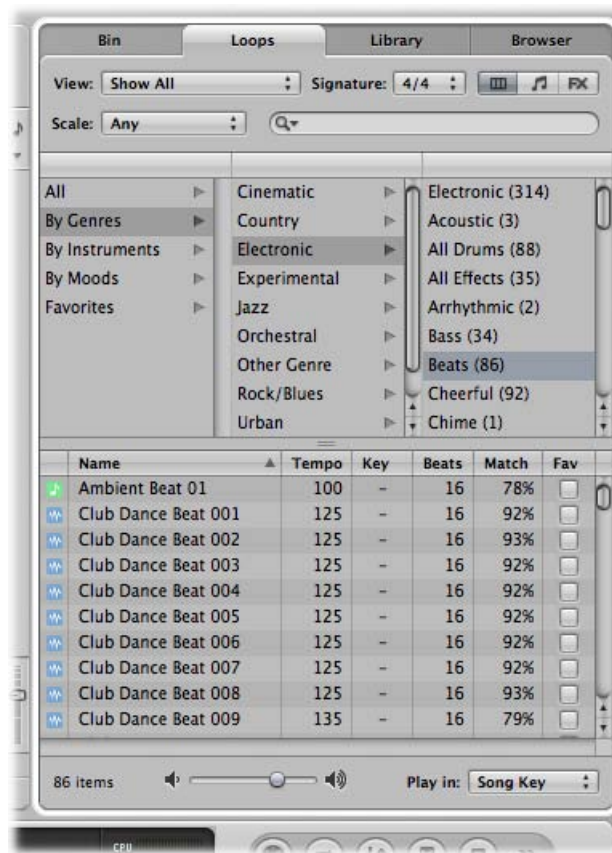 Bin Loops Library Browser
View: Show All Signature: 4/4 FX
Scale: Any
All Cinematic Electronic (314)
By Genres Country Acoustic (3)
By Instruments Electronic All Drums (88)
By Moods Experimental All Effects (35)
Favorites Jazz Arrhythmic (2)
Orchestral Bass (34)
Other Genre Beats (86)
Rock/Blues Cheerful (92)
Urban Chime (1)
Name Tempo Key Beats Match Fav
Ambient Beat 01 100 - 16 78%
Club Dance Beat 001 125 - 16 92%
Club Dance Beat 002 125 - 16 93%
Club Dance Beat 003 125 - 16 92%
Club Dance Beat 004 125 - 16 92%
Club Dance Beat 005 125 - 16 92%
Club Dance Beat 006 125 - 16 92%
Club Dance Beat 007 125 - 16 92%
Club Dance Beat 008 125 - 16 93%
Club Dance Beat 009 135 - 16 79%
86 items Play in: Song Key
CPU